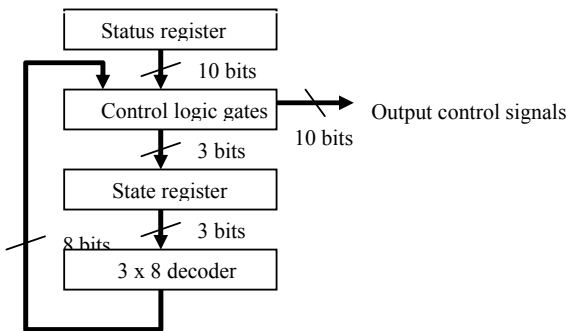 Status register
10 bits
Control logic gates
Output control signals
10 bits
3 bits
State register
3 bits
8 bits
3 x 8 decoder